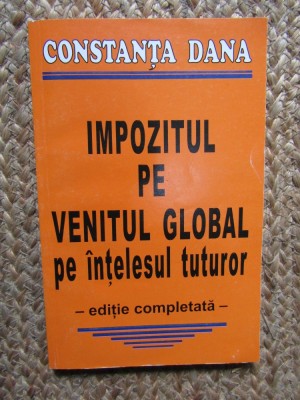 CONSTANȚA DANA
IMPOZITUL
PE
VENITUL GLOBAL
pe înțelesul tuturor
– ediție completată –